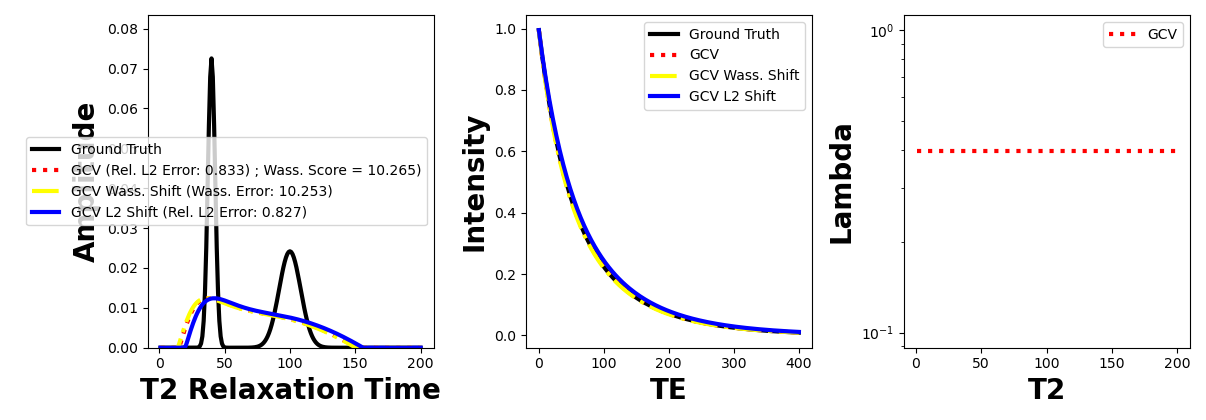 Amplitude
0.08
0.07
0.06
0.03
0.02
0.01
0.00
Ground Truth
GCV (Rel. L2 Error: 0.833) ; Wass. Score = 10.265)
GCV Wass. Shift (Wass. Error: 10.253)
GCV L2 Shift (Rel. L2 Error: 0.827)
0 50 100 150 200
T2 Relaxation Time
Intensity
1.0
0.8
0.6
0.4
0.2
0.0
Ground Truth
GCV
GCV Wass. Shift
GCV L2 Shift
0 100 200 300 400
TE
Lambda
10⁰
10⁻¹
GCV
0 50 100 150 200
T2